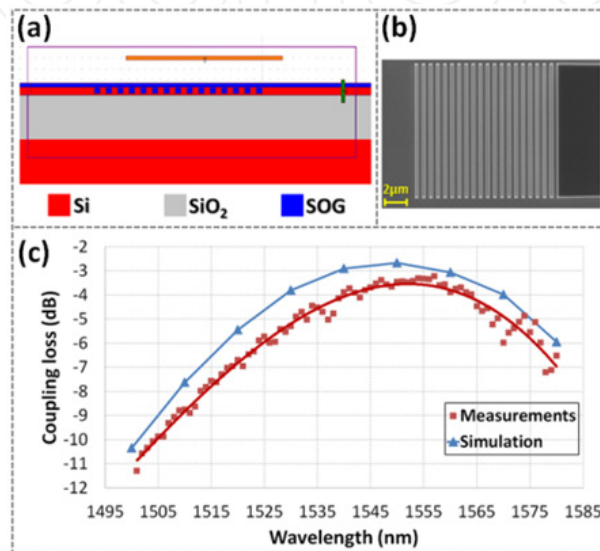 (a)
Si SiO₂ SOG
(b)
2μm
(c)
Coupling loss (dB)
-2
-3
-4
-5
-6
-7
-8
-9
-10
-11
-12
Measurements
Simulation
1495 1505 1515 1525 1535 1545 1555 1565 1575 1585
Wavelength (nm)